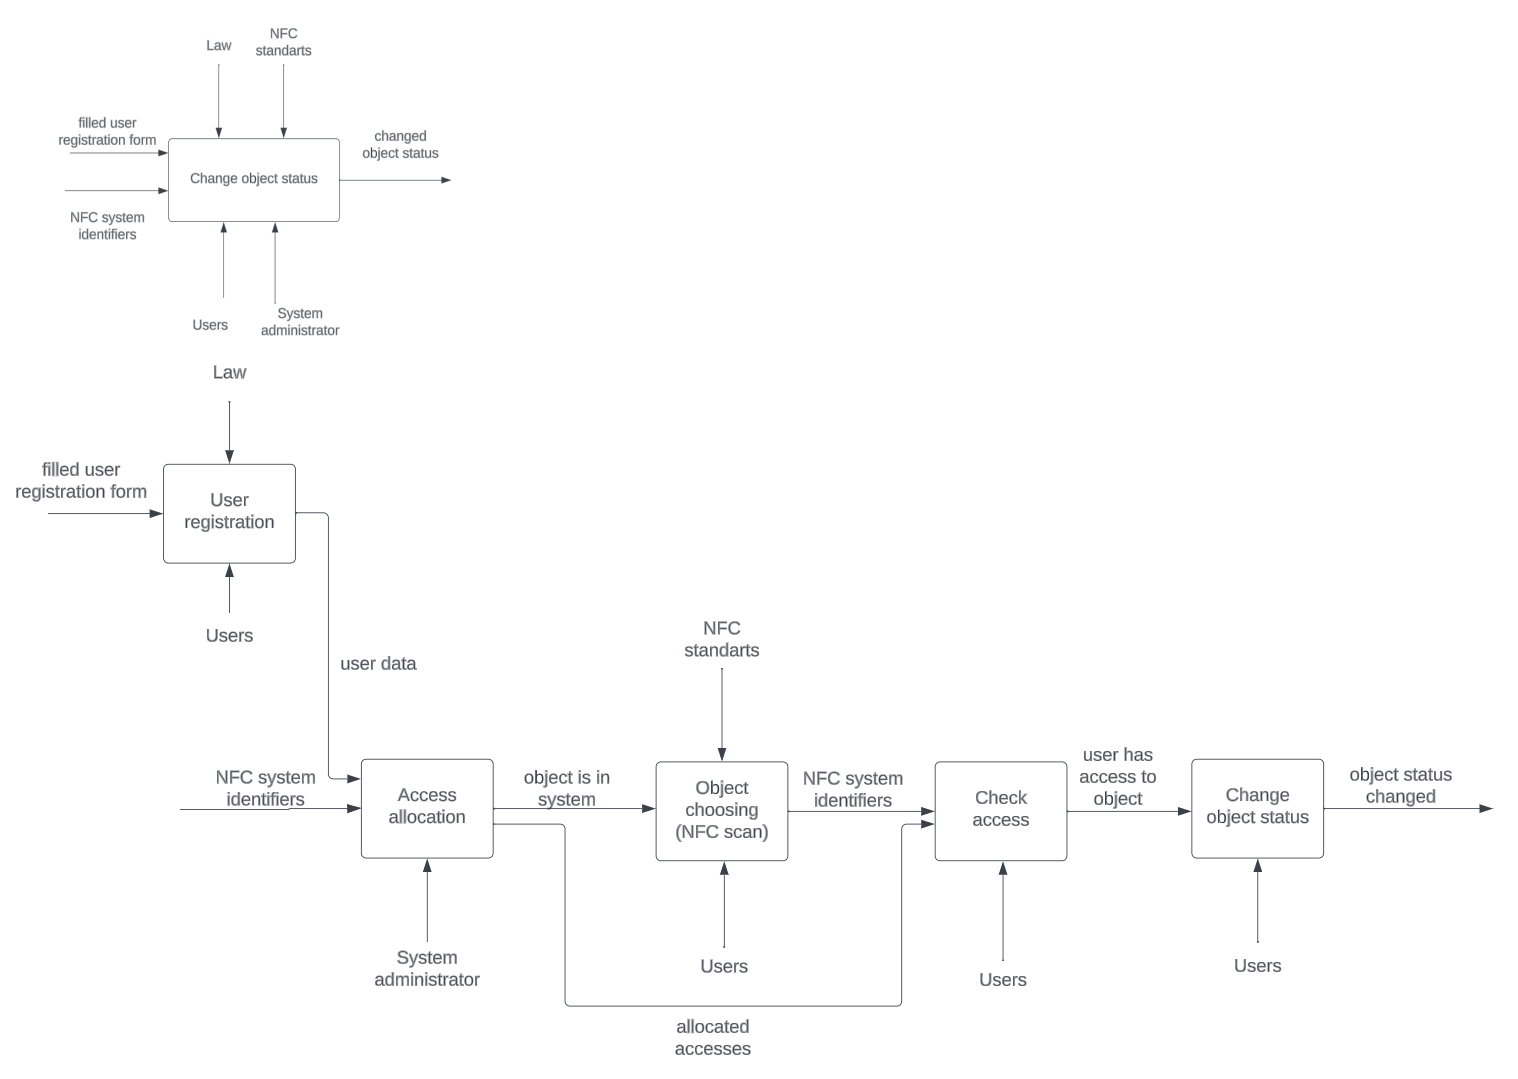 Law
NFC
standarts
filled user
registration form
changed
object status
Change object status
NFC system
identifiers
Users
System
administrator
Law
filled user
registration form
User
registration
Users
user data
NFC
standarts
NFC system
identifiers
Access
allocation
object is in
system
Object
choosing
(NFC scan)
NFC system
identifiers
Check
access
user has
access to
object
Change
object status
object status
changed
System
administrator
Users
Users
Users
allocated
accesses